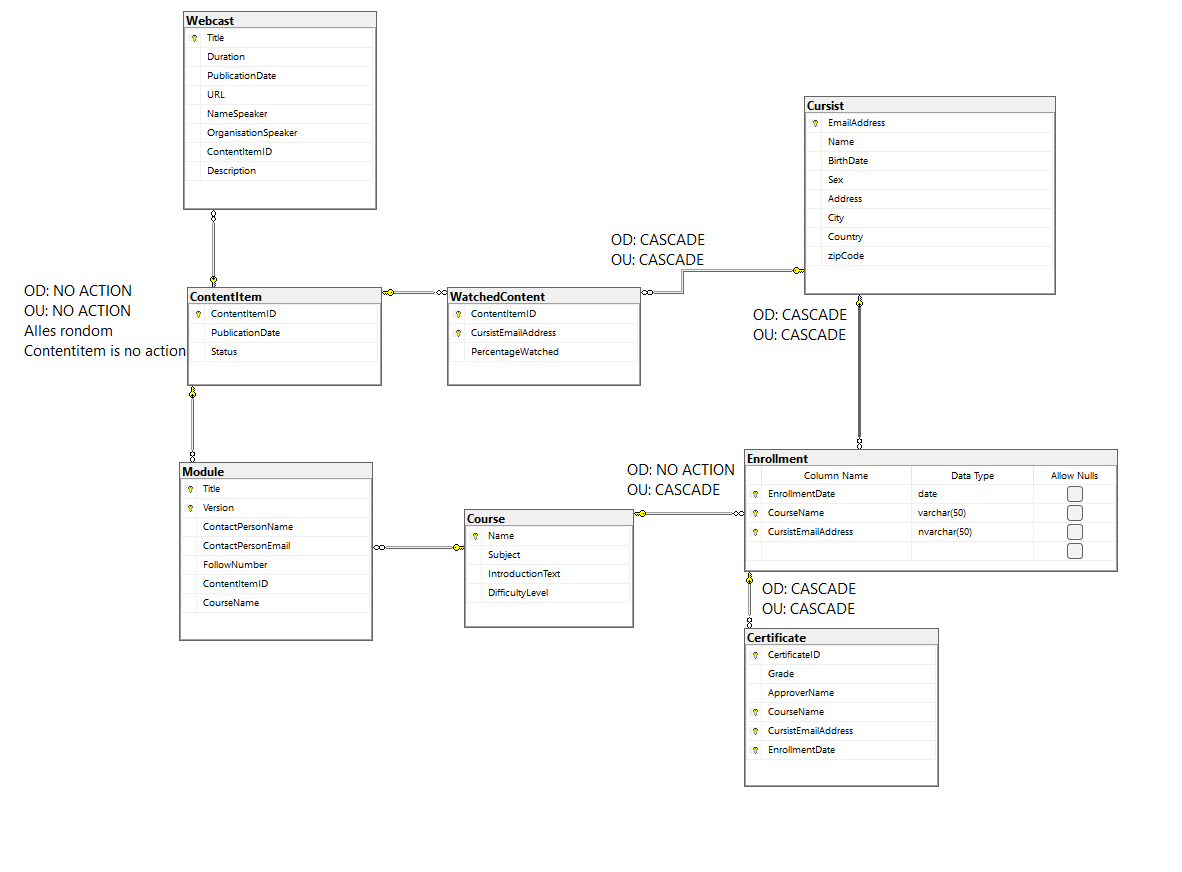 Webcast
Title
Duration
PublicationDate
URL
NameSpeaker
OrganisationSpeaker
ContentItemID
Description
Cursist
EmailAddress
Name
BirthDate
Sex
Address
City
Country
zipCode
OD: CASCADE
OU: CASCADE
OD: NO ACTION
OU: NO ACTION
Alles rondom
Contentitem is no action
ContentItem
ContentItemID
PublicationDate
Status
WatchedContent
ContentItemID
CursistEmailAddress
PercentageWatched
OD: CASCADE
OU: CASCADE
Module
Title
Version
ContactPersonName
ContactPersonEmail
FollowNumber
ContentItemID
CourseName
Course
Name
Subject
IntroductionText
DifficultyLevel
OD: NO ACTION
OU: CASCADE
Enrollment
Column Name Data Type Allow Nulls
EnrollmentDate date
CourseName varchar(50)
CursistEmailAddress nvarchar(50)
OD: CASCADE
OU: CASCADE
Certificate
CertificateID
Grade
ApproverName
CourseName
CursistEmailAddress
EnrollmentDate